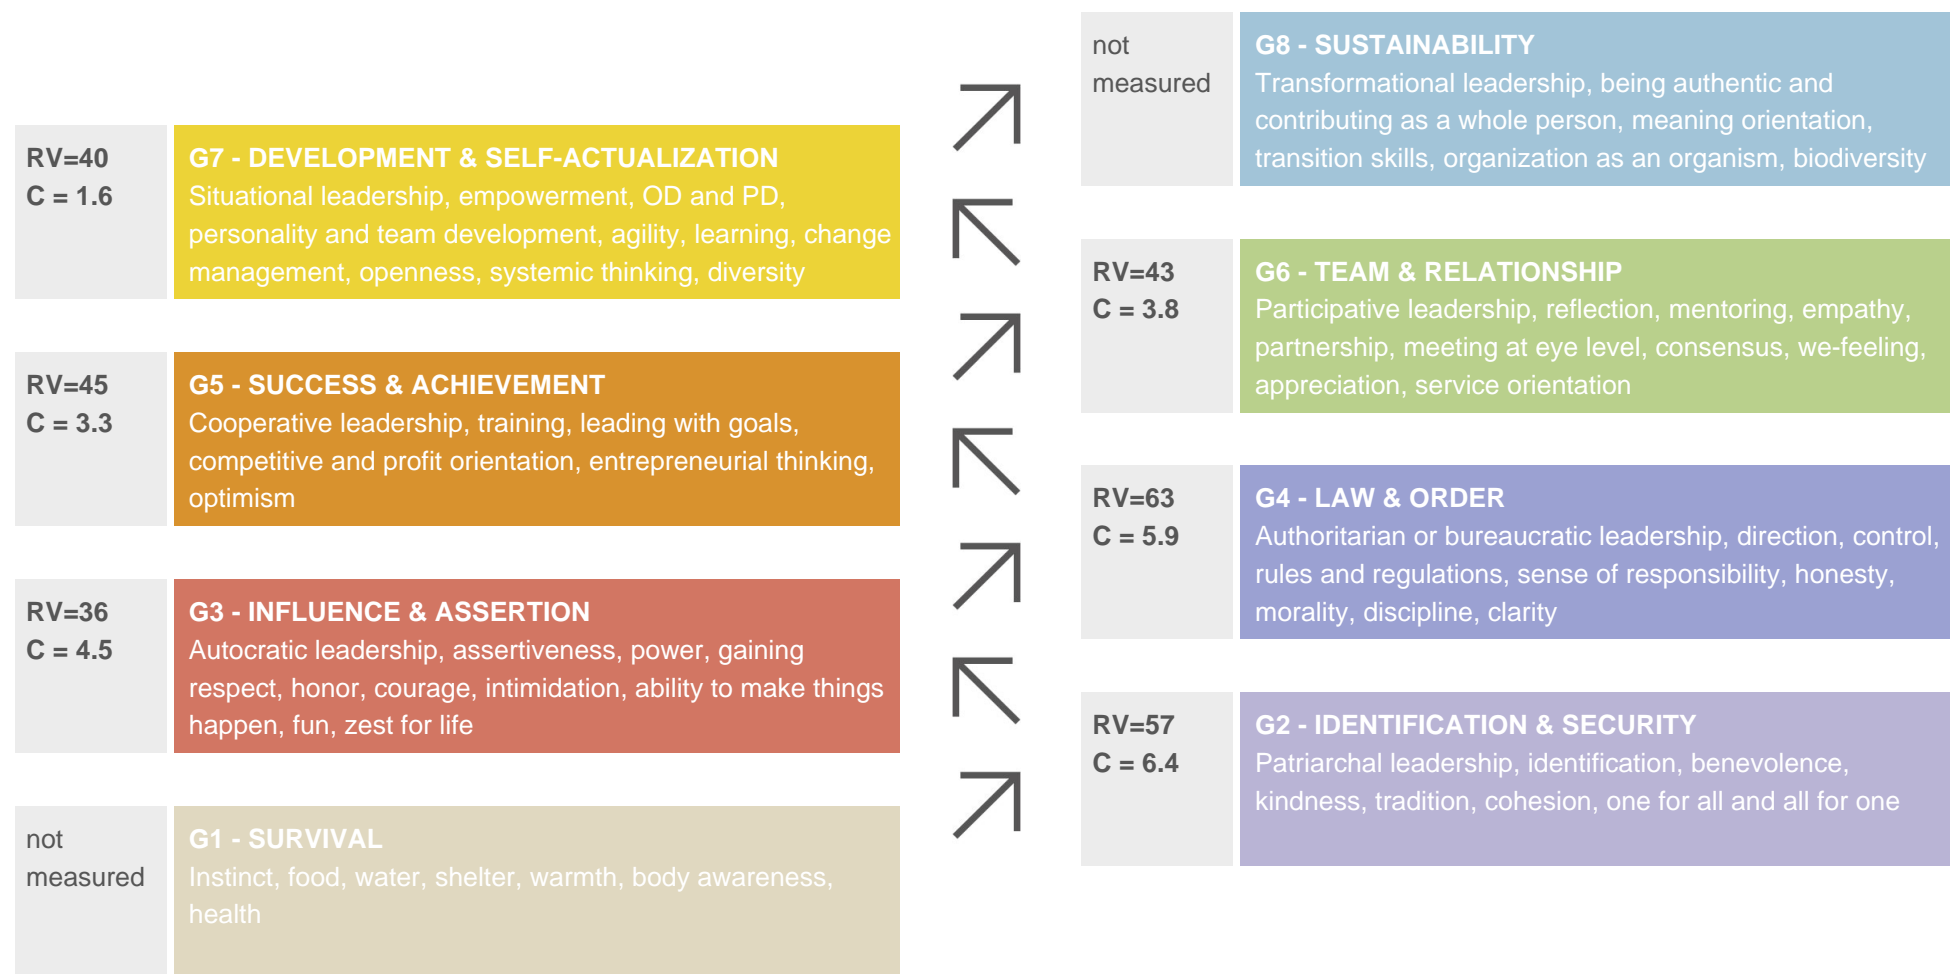 RV=40
C = 1.6
G7 - DEVELOPMENT & SELF-ACTUALIZATION
Situational leadership, empowerment, OD and PD,
personality and team development, agility, learning, change
management, openness, systemic thinking, diversity
RV=45
C = 3.3
G5 - SUCCESS & ACHIEVEMENT
Cooperative leadership, training, leading with goals,
competitive and profit orientation, entrepreneurial thinking,
optimism
RV=36
C = 4.5
G3 - INFLUENCE & ASSERTION
Autocratic leadership, assertiveness, power, gaining
respect, honor, courage, intimidation, ability to make things
happen, fun, zest for life
not
measured
G1 - SURVIVAL
Instinct, food, water, shelter, warmth, body awareness,
health
not
measured
G8 - SUSTAINABILITY
Transformational leadership, being authentic and
contributing as a whole person, meaning orientation,
transition skills, organization as an organism, biodiversity
RV=43
C = 3.8
G6 - TEAM & RELATIONSHIP
Participative leadership, reflection, mentoring, empathy,
partnership, meeting at eye level, consensus, we-feeling,
appreciation, service orientation
RV=63
C = 5.9
G4 - LAW & ORDER
Authoritarian or bureaucratic leadership, direction, control,
rules and regulations, sense of responsibility, honesty,
morality, discipline, clarity
RV=57
C = 6.4
G2 - IDENTIFICATION & SECURITY
Patriarchal leadership, identification, benevolence,
kindness, tradition, cohesion, one for all and all for one